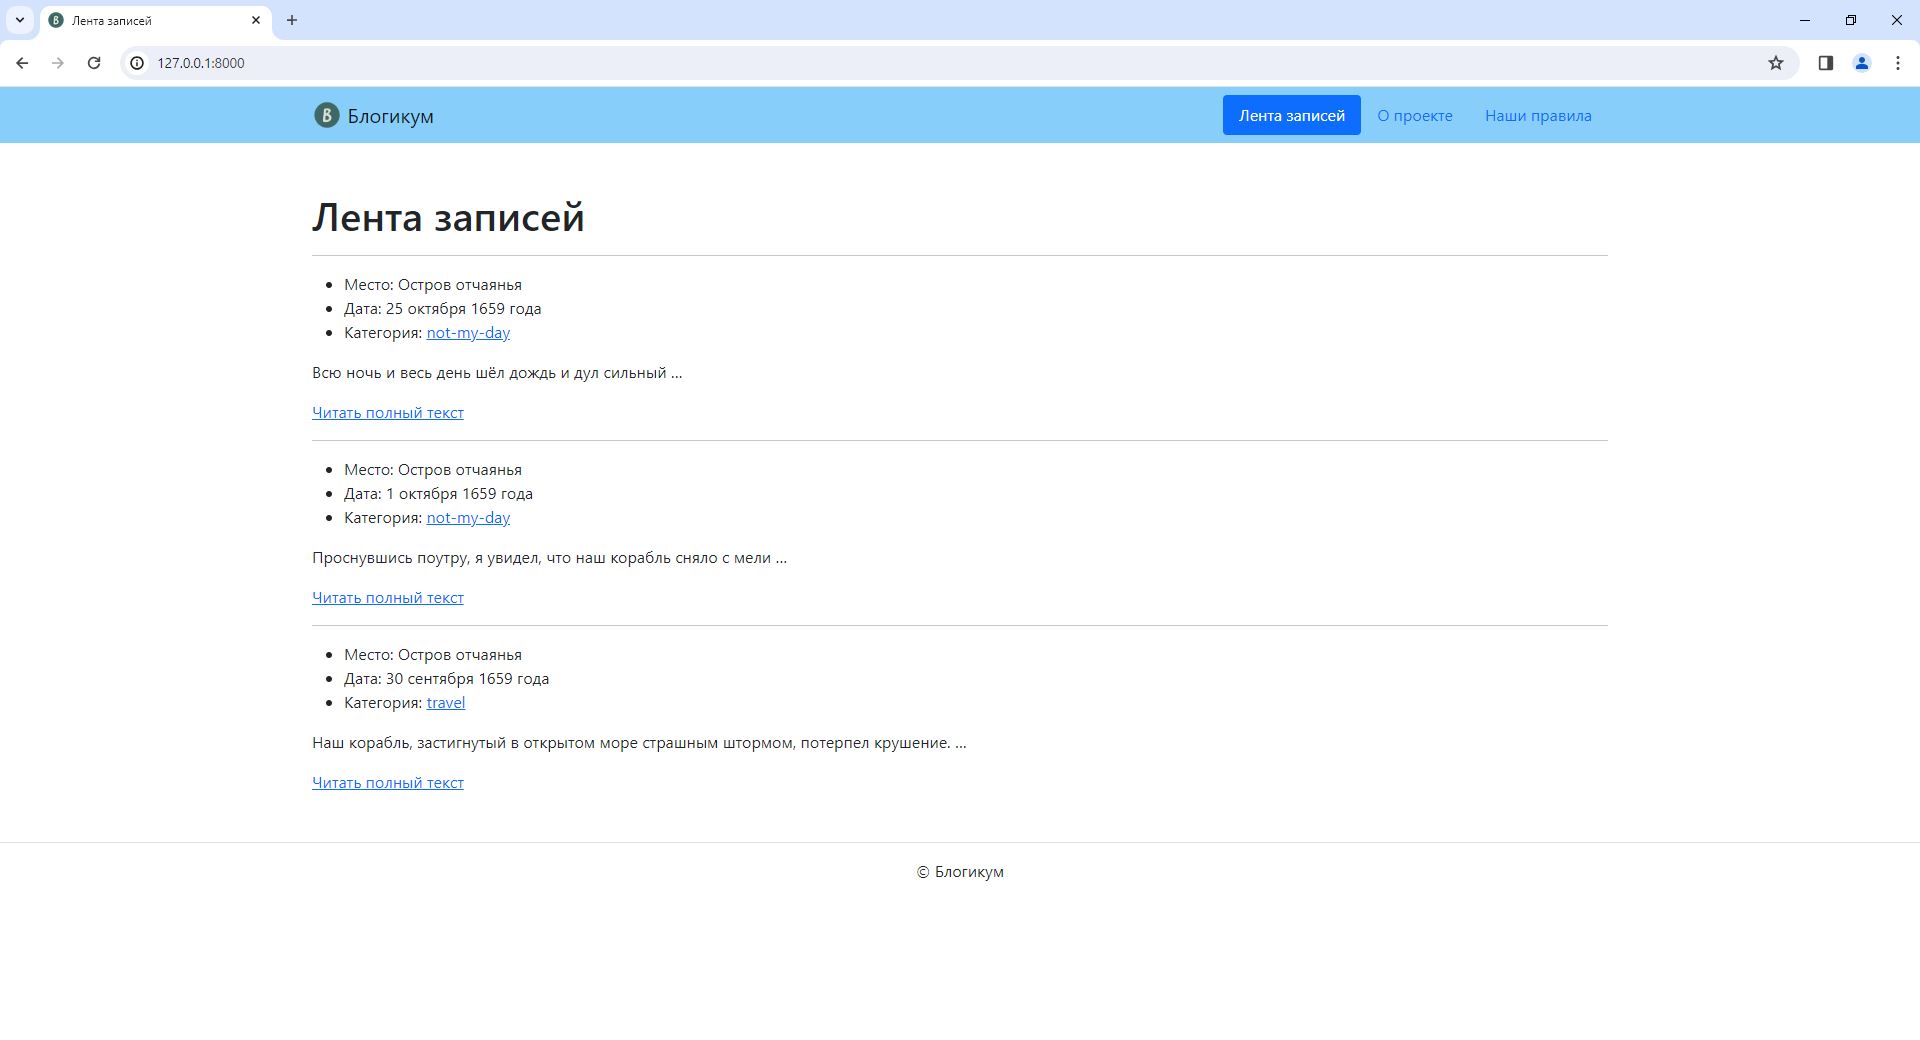 Лента записей
127.0.0.1:8000
Блогикум
Лента записей
О проекте
Наши правила
Лента записей
Место: Остров отчаянья
Дата: 25 октября 1659 года
Категория: not-my-day
Всю ночь и весь день шёл дождь и дул сильный ...
Читать полный текст
Место: Остров отчаянья
Дата: 1 октября 1659 года
Категория: not-my-day
Проснувшись поутру, я увидел, что наш корабль сняло с мели ...
Читать полный текст
Место: Остров отчаянья
Дата: 30 сентября 1659 года
Категория: travel
Наш корабль, застигнутый в открытом море страшным штормом, потерпел крушение. ...
Читать полный текст
© Блогикум